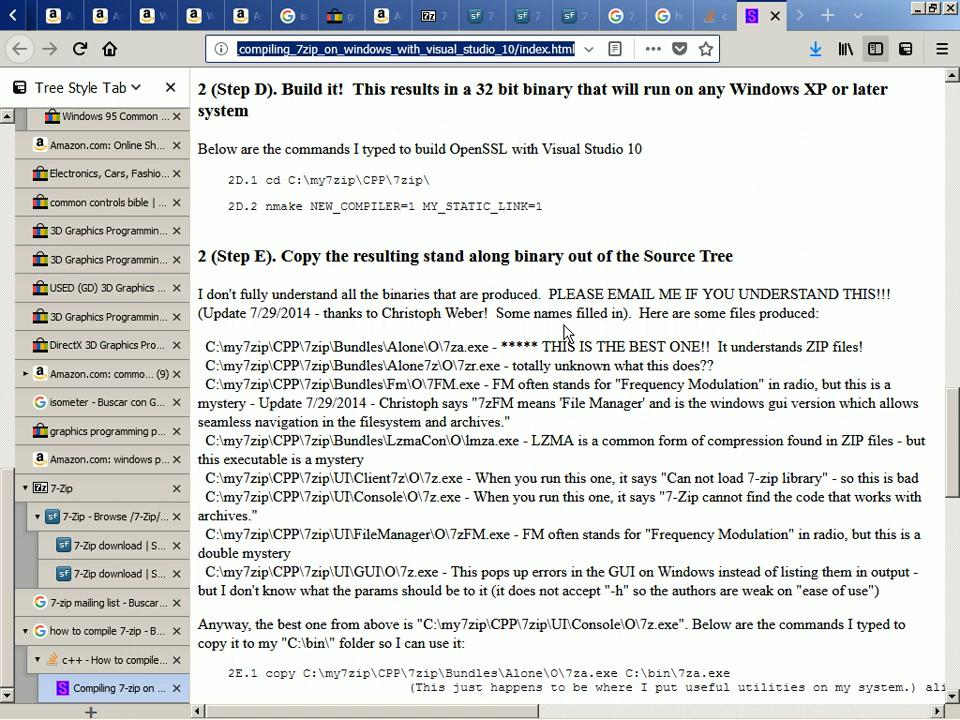 compiling_7zip_on_windows_with_visual_studio_10/index.html
Tree Style Tab
Windows 95 Common ...
Amazon.com: Online Sh...
Electronics, Cars, Fashio...
common controls bible | ...
3D Graphics Programmin...
3D Graphics Programmin...
USED (GD) 3D Graphics ...
3D Graphics Programmin...
DirectX 3D Graphics Pro...
Amazon.com: commo... (9)
isometer - Buscar con G...
graphics programming p...
Amazon.com: windows p...
7-Zip
7-Zip - Browse /7-Zip/...
7-Zip download | S...
7-Zip download | S...
7-zip mailing list - Buscar...
how to compile 7-zip - B...
c++ - How to compile...
Compiling 7-zip on ...
2 (Step D). Build it!  This results in a 32 bit binary that will run on any Windows XP or later
system
Below are the commands I typed to build OpenSSL with Visual Studio 10
2D.1 cd C:\my7zip\CPP\7zip\
2D.2 nmake NEW_COMPILER=1 MY_STATIC_LINK=1
2 (Step E). Copy the resulting stand along binary out of the Source Tree
I don't fully understand all the binaries that are produced.  PLEASE EMAIL ME IF YOU UNDERSTAND THIS!!!
(Update 7/29/2014 - thanks to Christoph Weber!  Some names filled in).  Here are some files produced:
C:\my7zip\CPP\7zip\Bundles\Alone\O\7za.exe - ***** THIS IS THE BEST ONE!!  It understands ZIP files!
C:\my7zip\CPP\7zip\Bundles\Alone7z\O\7zr.exe - totally unknown what this does??
C:\my7zip\CPP\7zip\Bundles\Fm\O\7FM.exe - FM often stands for "Frequency Modulation" in radio, but this is a
mystery - Update 7/29/2014 - Christoph says "7zFM means 'File Manager' and is the windows gui version which allows
seamless navigation in the filesystem and archives."
C:\my7zip\CPP\7zip\Bundles\LzmaCon\O\lmza.exe - LZMA is a common form of compression found in ZIP files - but
this executable is a mystery
C:\my7zip\CPP\7zip\UI\Client7z\O\7z.exe - When you run this one, it says "Can not load 7-zip library" - so this is bad
C:\my7zip\CPP\7zip\UI\Console\O\7z.exe - When you run this one, it says "7-Zip cannot find the code that works with
archives."
C:\my7zip\CPP\7zip\UI\FileManager\O\7zFM.exe - FM often stands for "Frequency Modulation" in radio, but this is a
double mystery
C:\my7zip\CPP\7zip\UI\GUI\O\7z.exe - This pops up errors in the GUI on Windows instead of listing them in output -
but I don't know what the params should be to it (it does not accept "-h" so the authors are weak on "ease of use")
Anyway, the best one from above is "C:\my7zip\CPP\7zip\UI\Console\O\7z.exe". Below are the commands I typed to
copy it to my "C:\bin\" folder so I can use it:
2E.1 copy C:\my7zip\CPP\7zip\Bundles\Alone\O\7za.exe C:\bin\7za.exe
(This just happens to be where I put useful utilities on my system.) ali